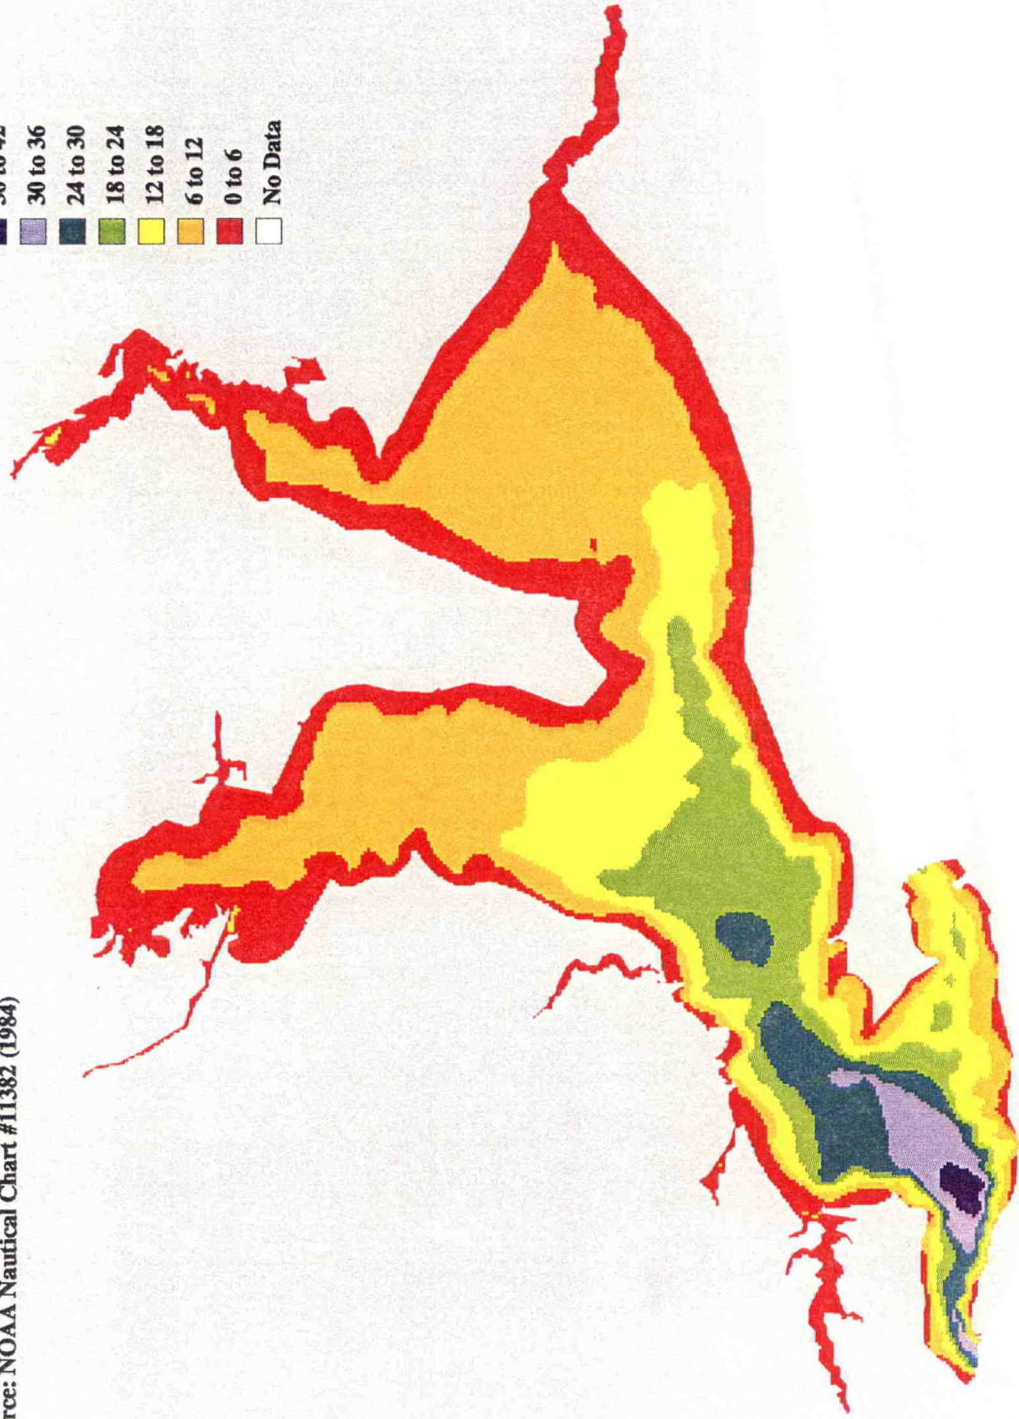 30 to 36
24 to 30
18 to 24
12 to 18
6 to 12
0 to 6
No Data
NOAA Nautical Chart #11382 (1984)